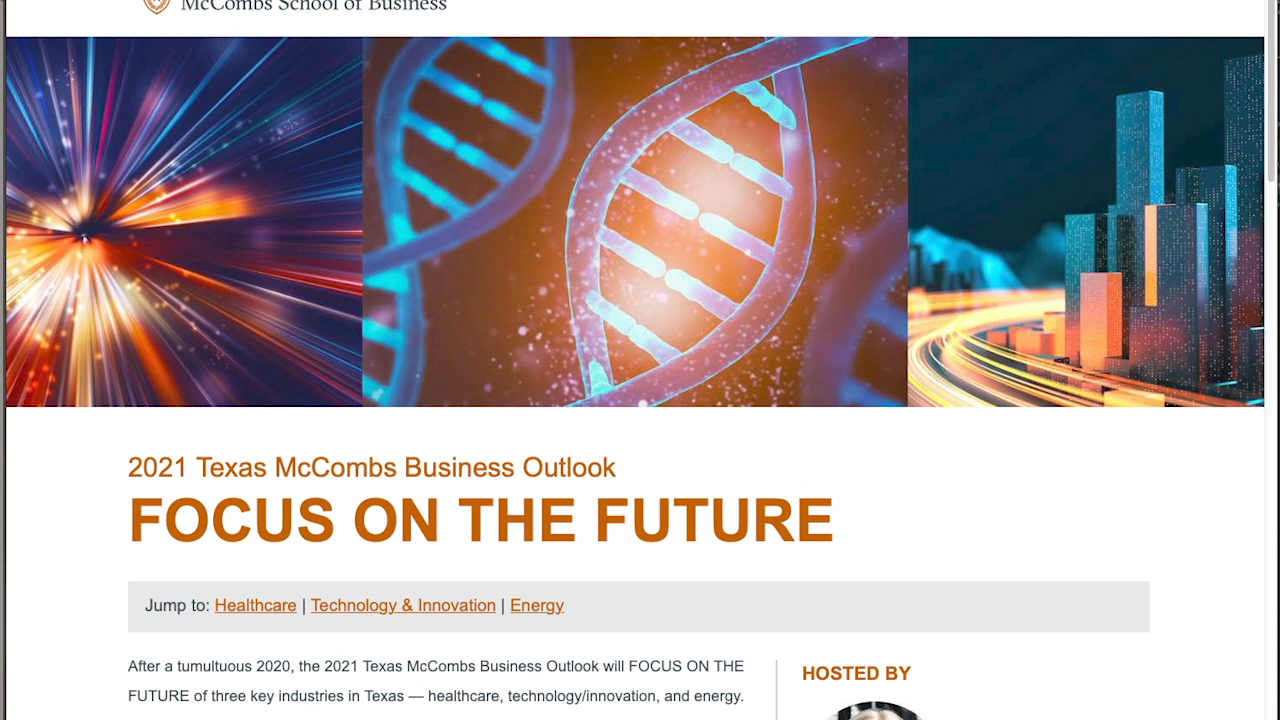 McCombs School of Business
2021 Texas McCombs Business Outlook
FOCUS ON THE FUTURE
Jump to: Healthcare | Technology & Innovation | Energy
After a tumultuous 2020, the 2021 Texas McCombs Business Outlook will FOCUS ON THE
FUTURE of three key industries in Texas — healthcare, technology/innovation, and energy.
HOSTED BY